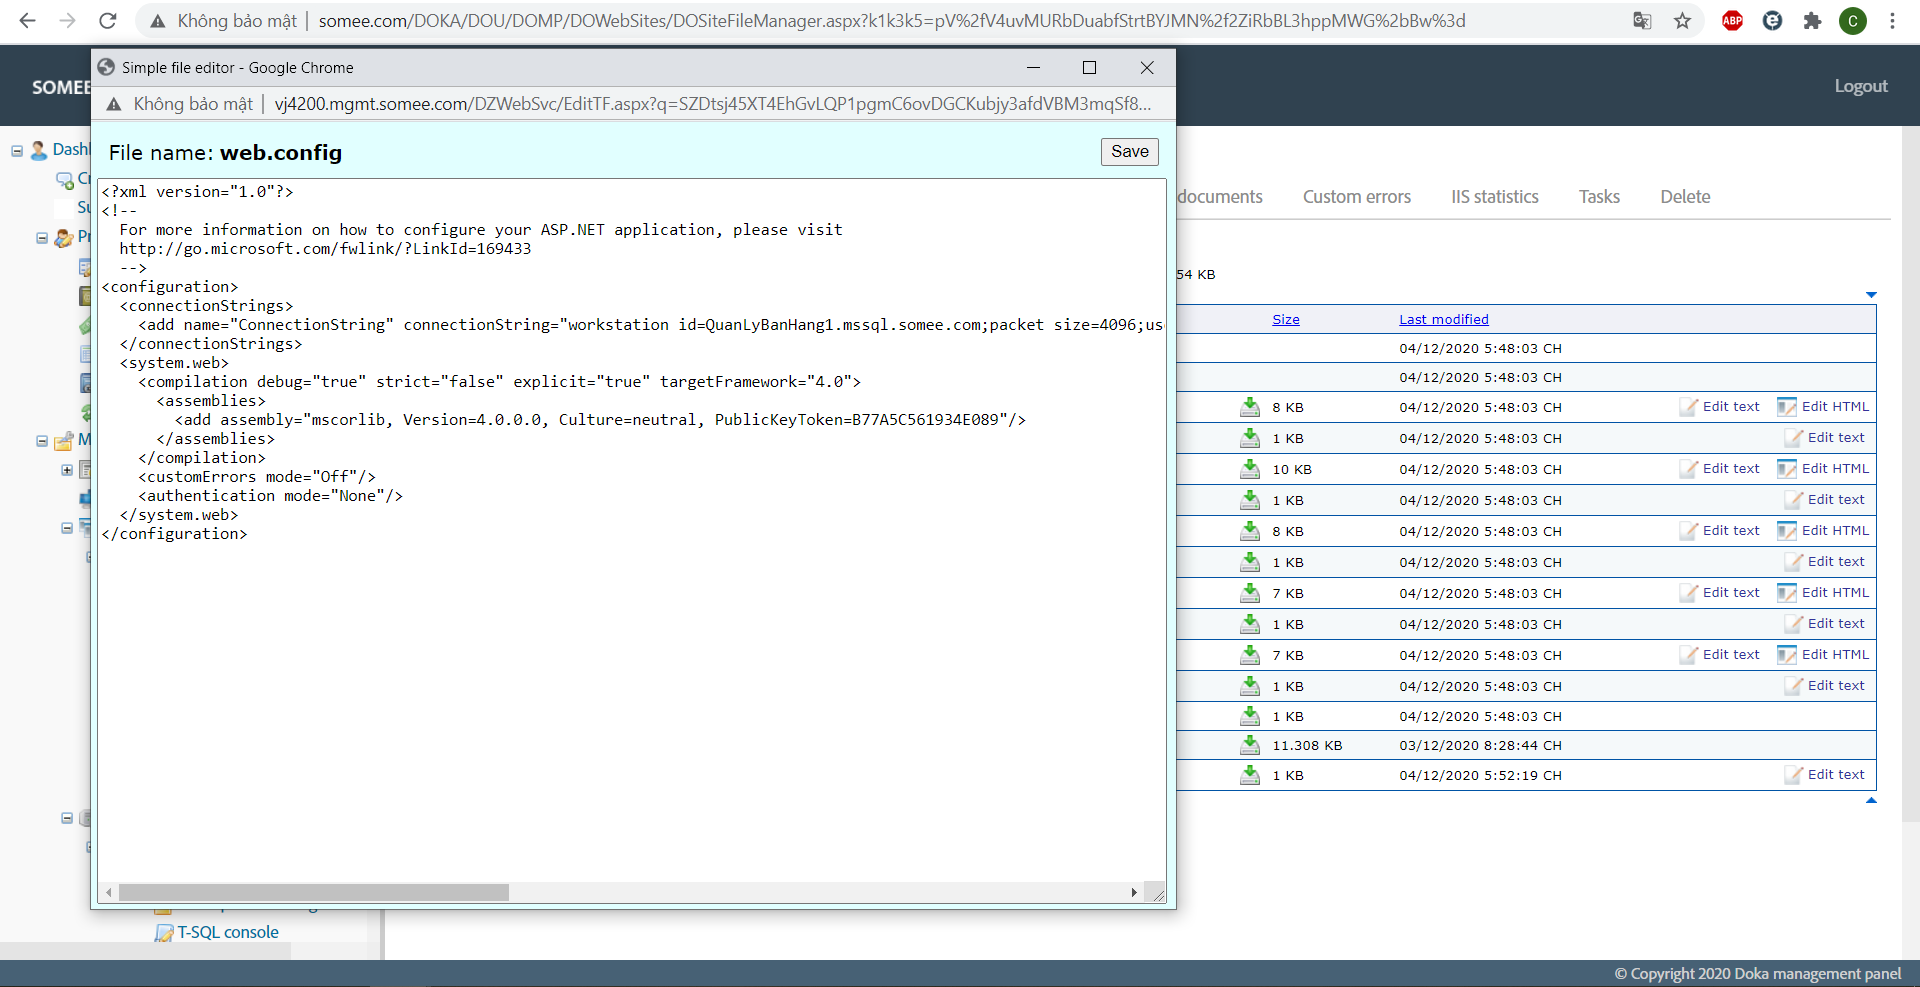 Không bảo mật | somee.com/DOKA/DOU/DOMP/DOWebSites/DOSiteFileManager.aspx?k1k3k5=pV%2fV4uvMURbDuabfStrtBYJMN%2f2ZiRbBL3hppMWG%2bBw%3d
ABP
C
SOMEE
Logout
Simple file editor - Google Chrome
Không bảo mật | vj4200.mgmt.somee.com/DZWebSvc/EditTF.aspx?q=SZDtsj45XT4EhGvLQP1pgmC6ovDGCKubjy3afdVBM3mqSf8...
File name: web.config
Save
<?xml version="1.0"?>
<!--
For more information on how to configure your ASP.NET application, please visit
http://go.microsoft.com/fwlink/?LinkId=169433
-->
<configuration>
<connectionStrings>
<add name="ConnectionString" connectionString="workstation id=QuanLyBanHang1.mssql.somee.com;packet size=4096;us
</connectionStrings>
<system.web>
<compilation debug="true" strict="false" explicit="true" targetFramework="4.0">
<assemblies>
<add assembly="mscorlib, Version=4.0.0.0, Culture=neutral, PublicKeyToken=B77A5C561934E089"/>
</assemblies>
</compilation>
<customErrors mode="Off"/>
<authentication mode="None"/>
</system.web>
</configuration>
Dashl
Cr
Su
Pr
M
T-SQL console
documents Custom errors IIS statistics Tasks Delete
54 KB
Size Last modified
04/12/2020 5:48:03 CH
04/12/2020 5:48:03 CH
8 KB 04/12/2020 5:48:03 CH Edit text Edit HTML
1 KB 04/12/2020 5:48:03 CH Edit text
10 KB 04/12/2020 5:48:03 CH Edit text Edit HTML
1 KB 04/12/2020 5:48:03 CH Edit text
8 KB 04/12/2020 5:48:03 CH Edit text Edit HTML
1 KB 04/12/2020 5:48:03 CH Edit text
7 KB 04/12/2020 5:48:03 CH Edit text Edit HTML
1 KB 04/12/2020 5:48:03 CH Edit text
7 KB 04/12/2020 5:48:03 CH Edit text Edit HTML
1 KB 04/12/2020 5:48:03 CH Edit text
1 KB 04/12/2020 5:48:03 CH
11.308 KB 03/12/2020 8:28:44 CH
1 KB 04/12/2020 5:52:19 CH Edit text
© Copyright 2020 Doka management panel